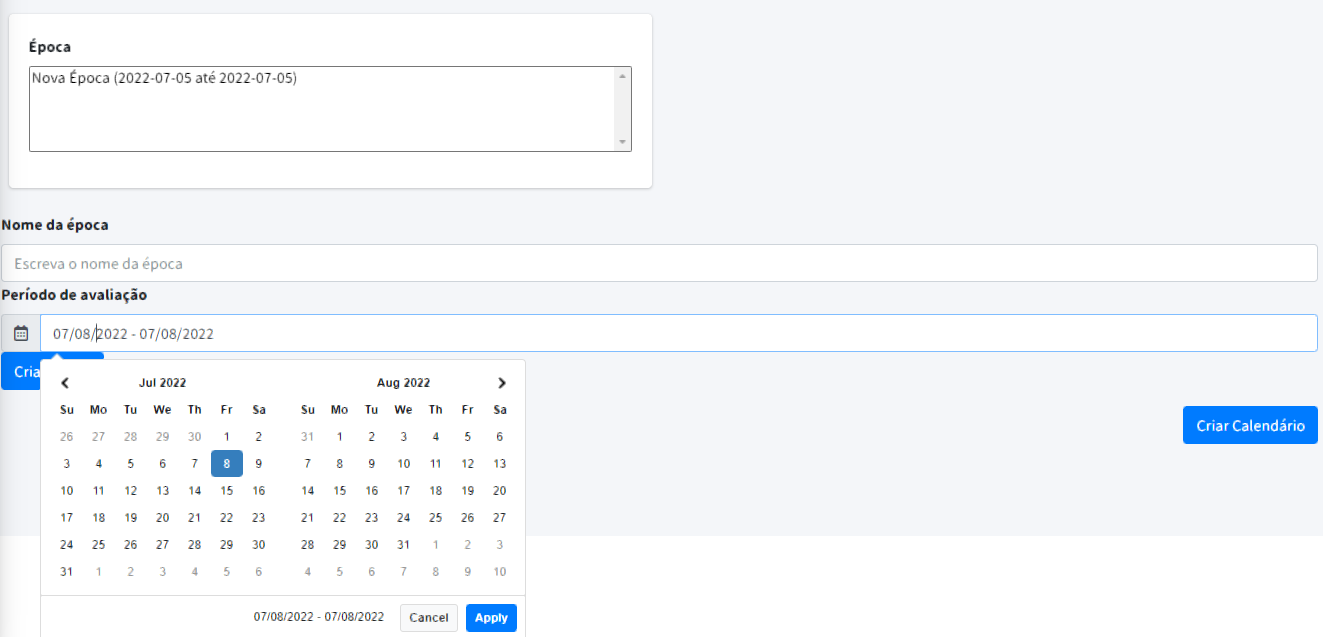 Época
Nova Época (2022-07-05 até 2022-07-05)
Nome da época
Escreva o nome da época
Período de avaliação
07/08/2022 - 07/08/2022
Cria
Jul 2022 Aug 2022
Su Mo Tu We Th Fr Sa Su Mo Tu We Th Fr Sa
26 27 28 29 30 1 2 31 1 2 3 4 5 6
3 4 5 6 7 8 9 7 8 9 10 11 12 13
10 11 12 13 14 15 16 14 15 16 17 18 19 20
17 18 19 20 21 22 23 21 22 23 24 25 26 27
24 25 26 27 28 29 30 28 29 30 31 1 2 3
31 1 2 3 4 5 6 4 5 6 7 8 9 10
07/08/2022 - 07/08/2022 Cancel Apply
Criar Calendário